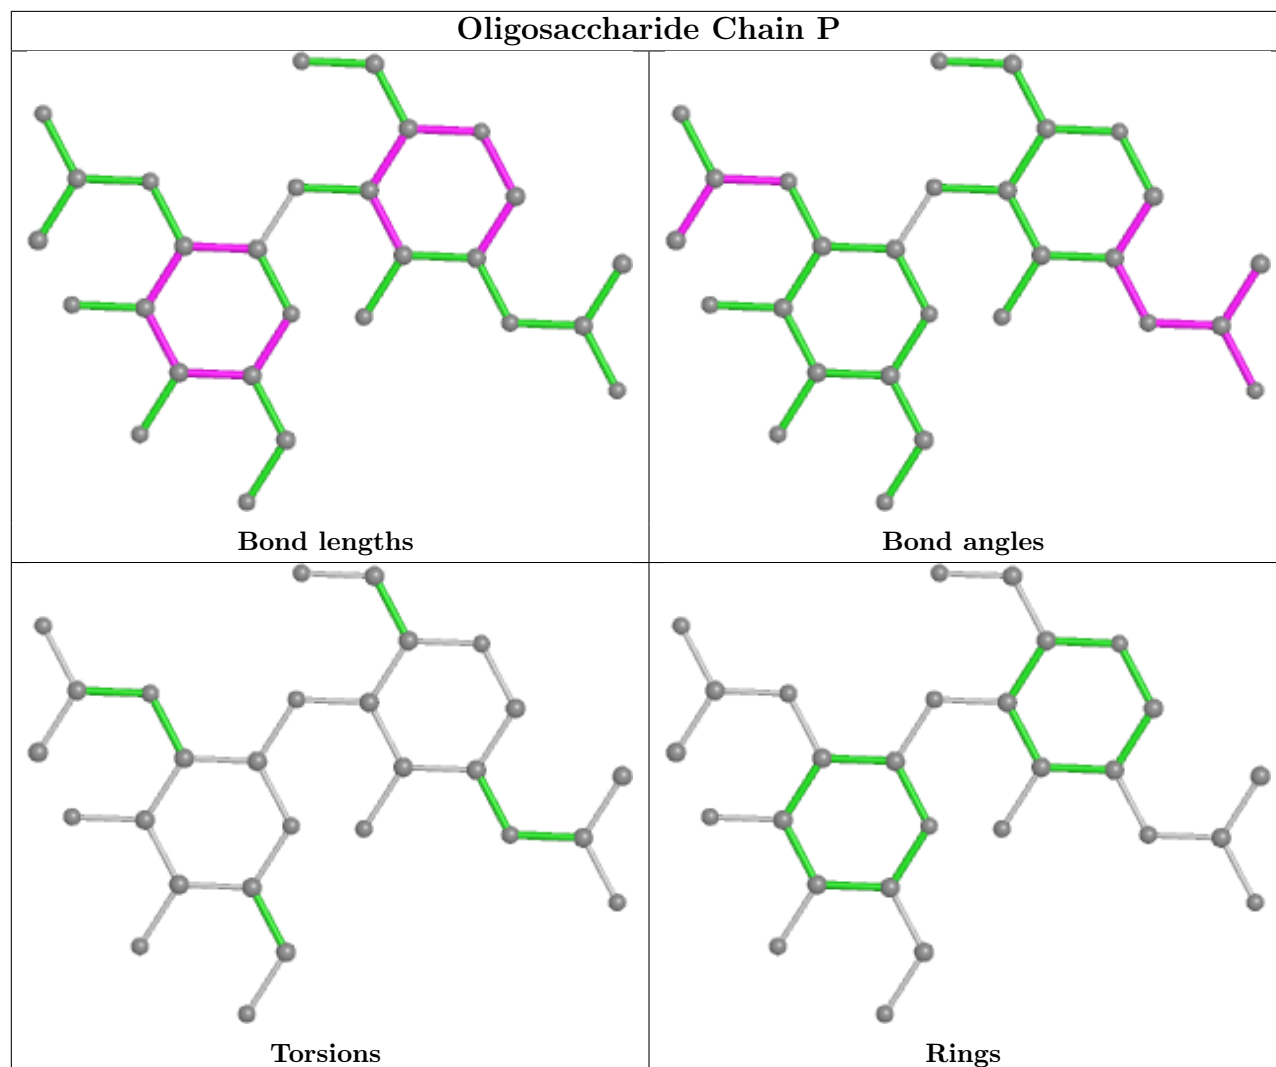 Oligosaccharide Chain P
Bond lengths
Bond angles
Torsions
Rings